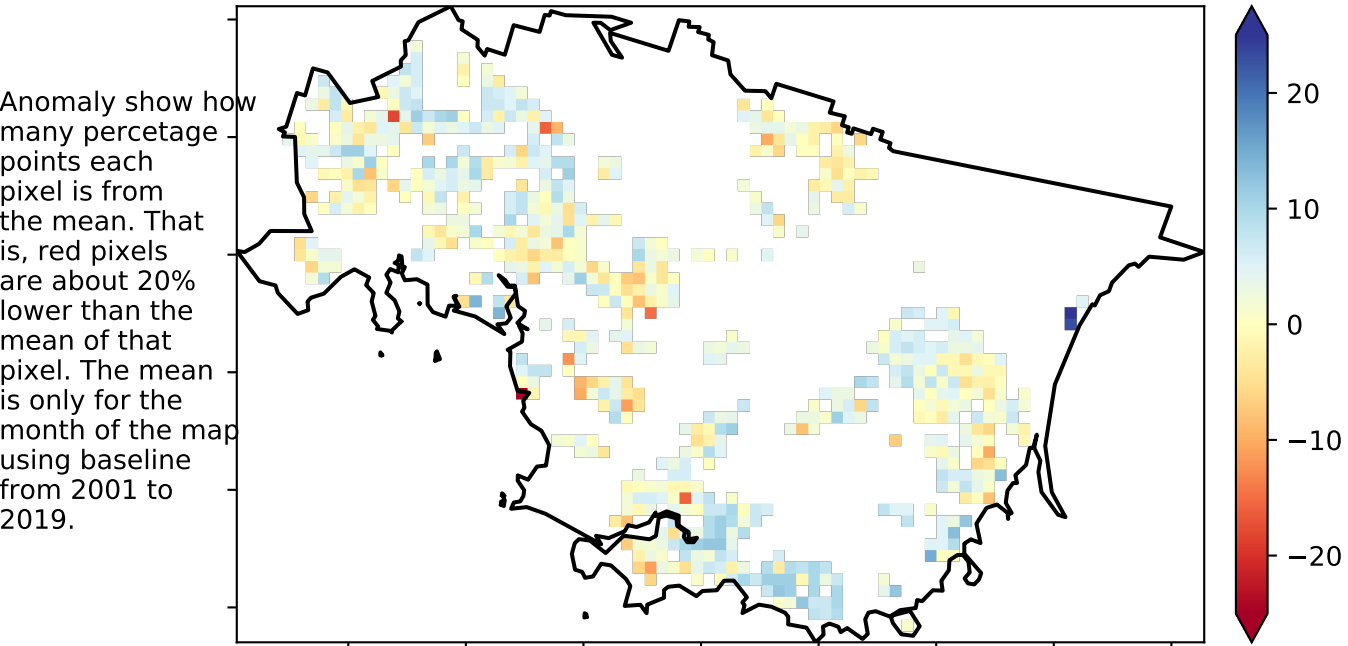 Anomaly show how
many percetage
points each
pixel is from
the mean. That
is, red pixels
are about 20%
lower than the
mean of that
pixel. The mean
is only for the
month of the map
using baseline
from 2001 to
2019.
20
10
0
−10
−20